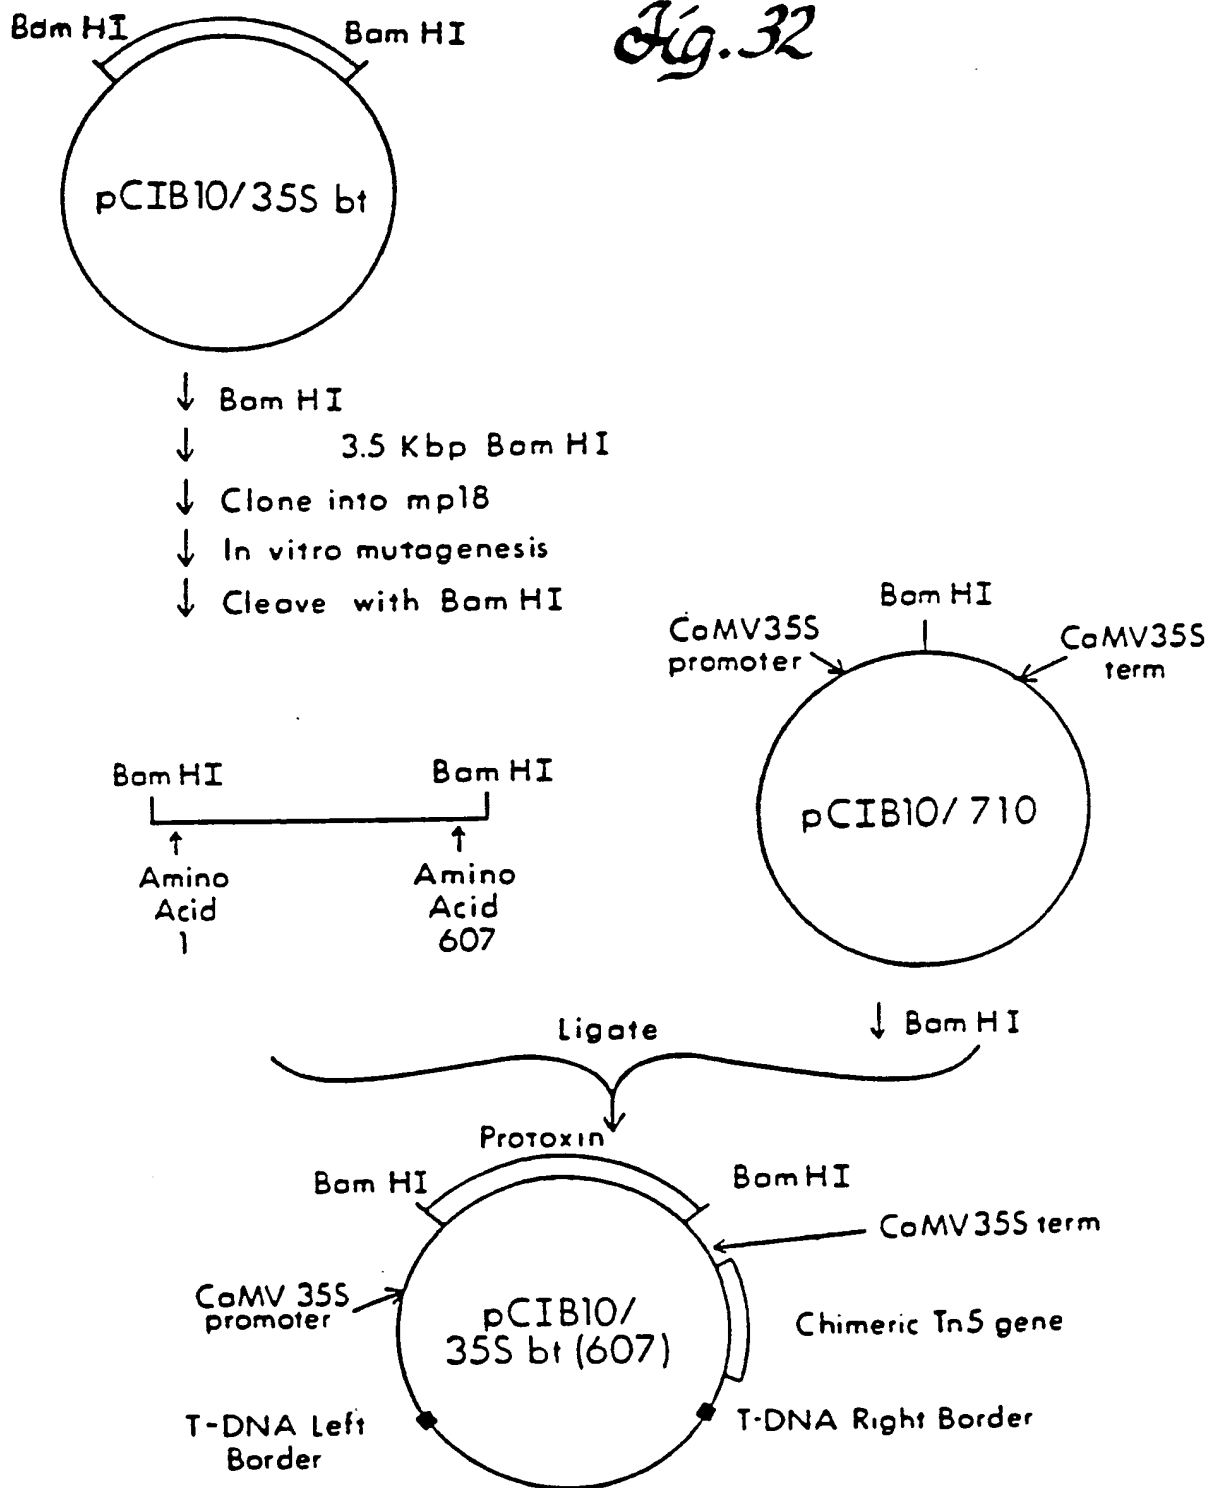 Fig. 32
Bam HI
Bam HI
pCIB10/35S bt
↓ Bam HI
↓ 3.5 Kbp Bam HI
↓ Clone into mp18
↓ In vitro mutagenesis
↓ Cleave with Bam HI
Bam HI
CaMV35S
promoter
CaMV35S
term
pCIB10/710
Bam HI
Bam HI
Amino
Acid
1
Amino
Acid
607
↓ Bam HI
Ligate
Protoxin
Bam HI
Bam HI
CaMV35S term
CaMV 35S
promoter
pCIB10/
35S bt (607)
Chimeric Tn5 gene
T-DNA Left
Border
T-DNA Right Border